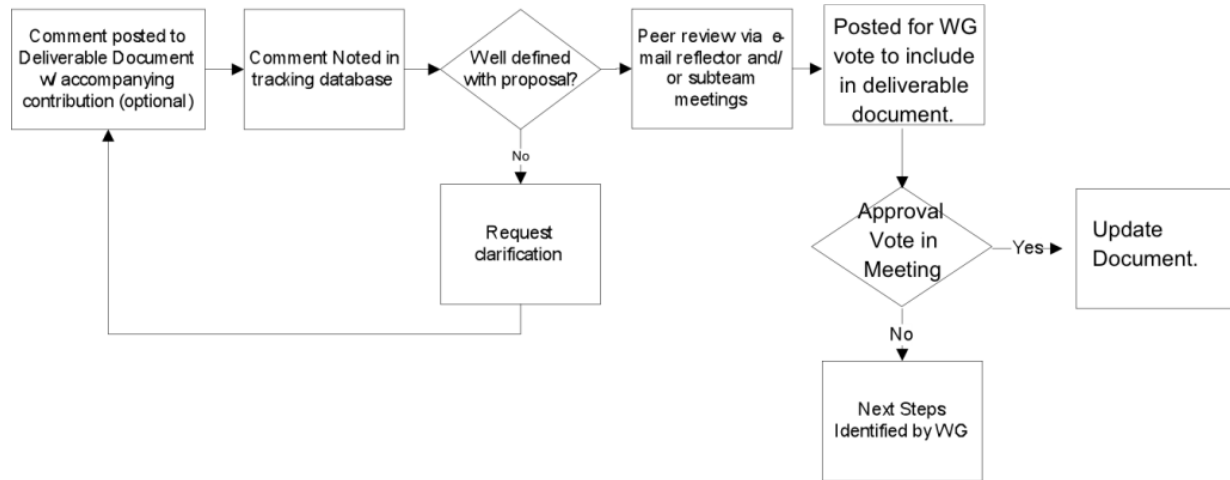 Comment posted to
Deliverable Document
w/ accompanying
contribution (optional)
Comment Noted in
tracking database
Well defined
with proposal?
No
Request
clarification
Peer review via e-
mail reflector and/
or subteam
meetings
Posted for WG
vote to include
in deliverable
document.
Approval
Vote in
Meeting
Yes
Update
Document.
No
Next Steps
Identified by WG